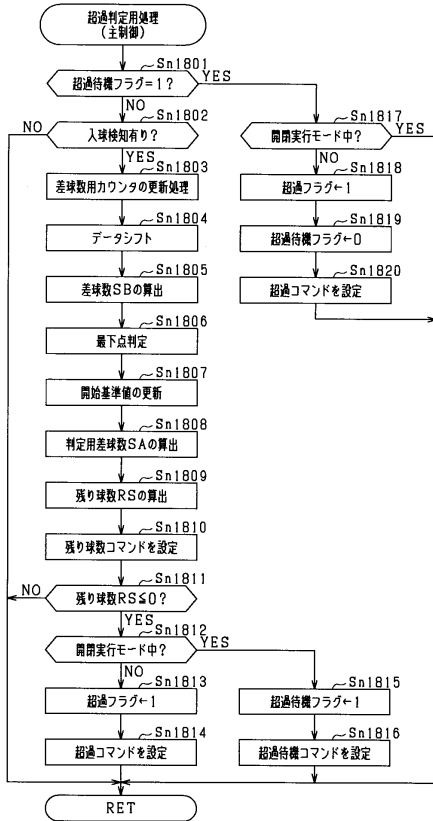 超過判定用処理
(主制御)
Sn1801
超過待機フラグ=1?
YES
NO
Sn1802
入球検知有り?
NO
YES
Sn1803
差球数用カウンタの更新処理
Sn1804
データシフト
Sn1805
差球数SBの算出
Sn1806
最下点判定
Sn1807
開始基準値の更新
Sn1808
判定用差球数SAの算出
Sn1809
残り球数RSの算出
Sn1810
残り球数コマンドを設定
Sn1811
残り球数RS≦0?
NO
YES
Sn1812
開閉実行モード中?
YES
NO
Sn1813
超過フラグ←1
Sn1814
超過コマンドを設定
Sn1815
超過待機フラグ←1
Sn1816
超過待機コマンドを設定
Sn1817
開閉実行モード中?
YES
NO
Sn1818
超過フラグ←1
Sn1819
超過待機フラグ←0
Sn1820
超過コマンドを設定
RET